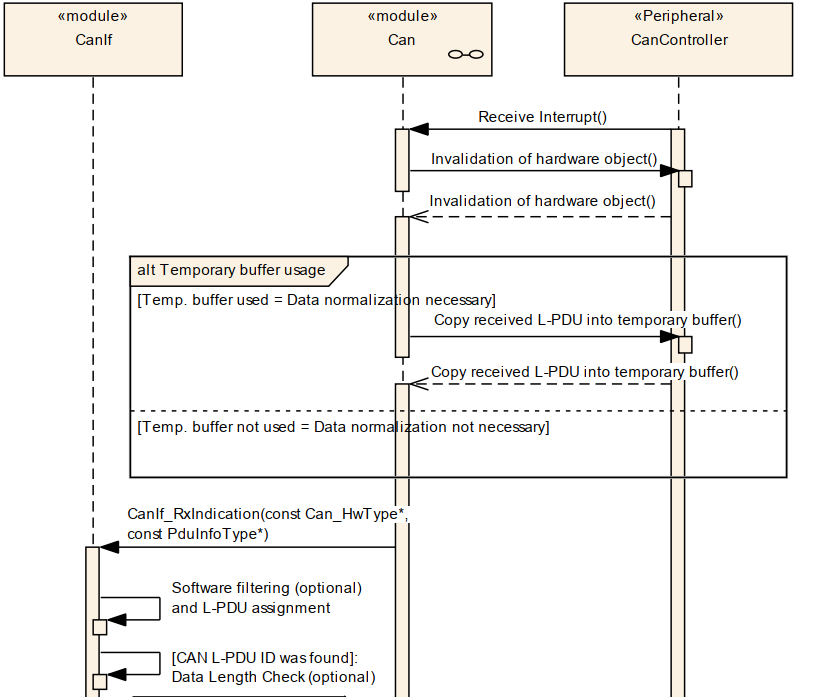 «module»
CanIf
«module»
Can
«Peripheral»
CanController
Receive Interrupt()
Invalidation of hardware object()
Invalidation of hardware object()
alt Temporary buffer usage
[Temp. buffer used = Data normalization necessary]
Copy received L-PDU into temporary buffer()
Copy received L-PDU into temporary buffer()
[Temp. buffer not used = Data normalization not necessary]
CanIf_RxIndication(const Can_HwType*,
const PduInfoType*)
Software filtering (optional)
and L-PDU assignment
[CAN L-PDU ID was found]:
Data Length Check (optional)